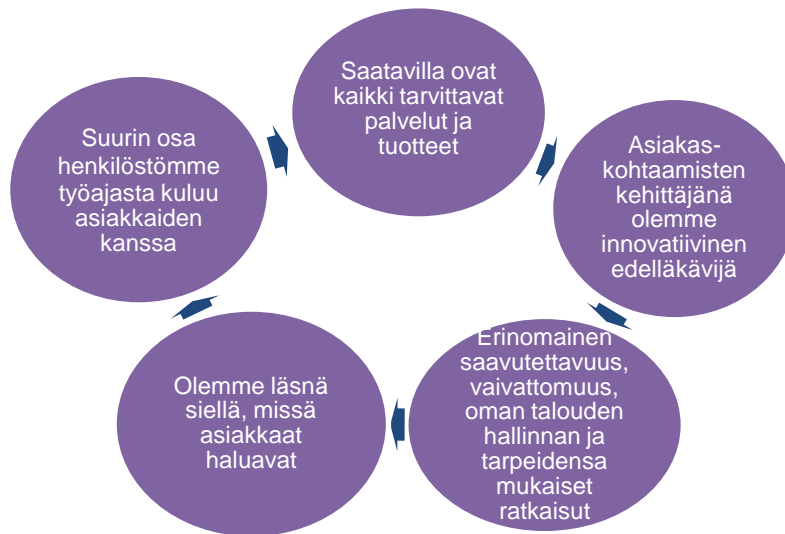 Saatavilla ovat
kaikki tarvittavat
palvelut ja
tuotteet
Asiakas-
kohtaamisten
kehittäjänä
olemme
innovatiivinen
edelläkävijä
Erinomainen
saavutettavuus,
vaivattomuus,
oman talouden
hallinnan ja
tarpeidensa
mukaiset
ratkaisut
Olemme läsnä
siellä, missä
asiakkaat
haluavat
Suurin osa
henkilöstömme
työajasta kuluu
asiakkaiden
kanssa